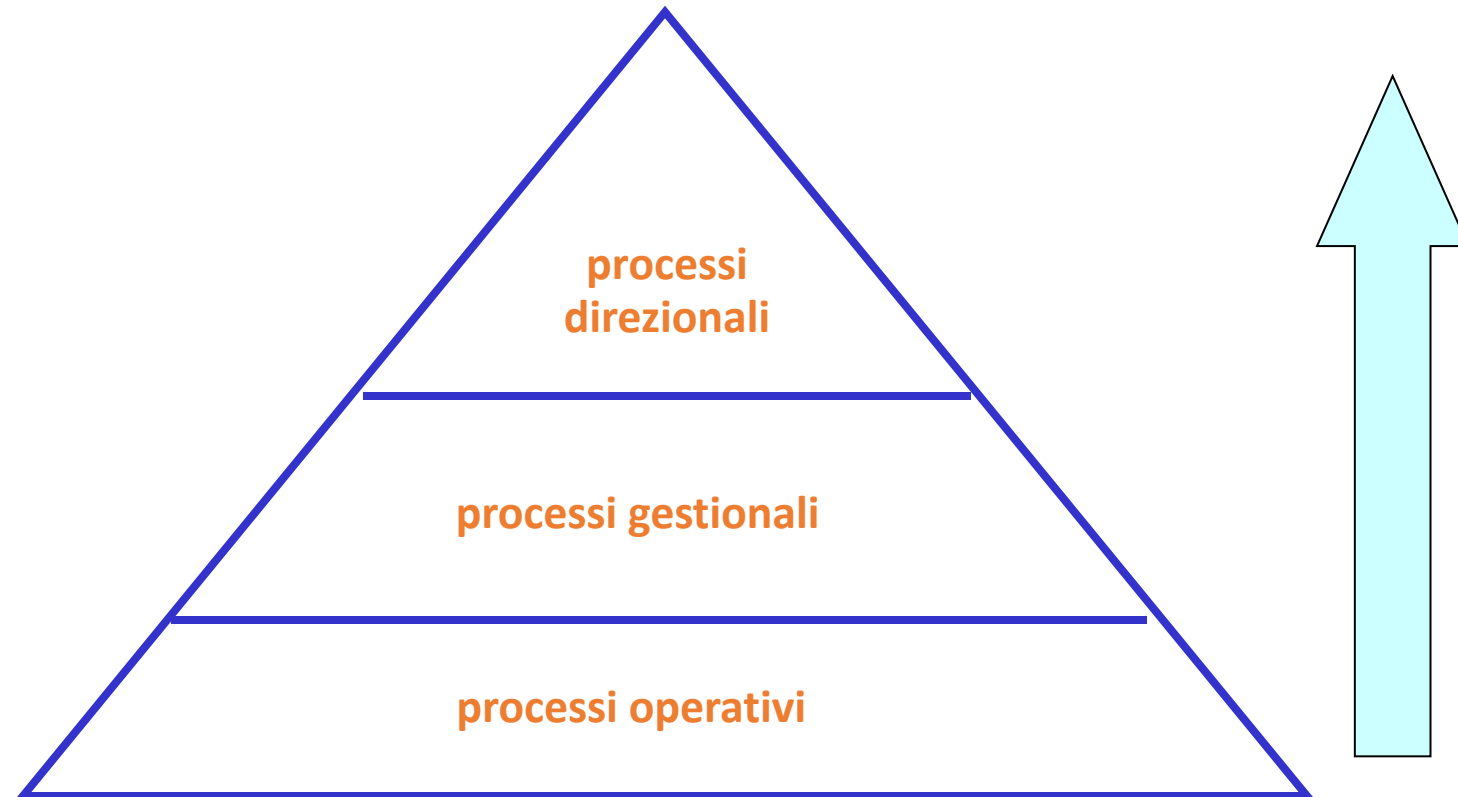 processi
direzionali
processi gestionali
processi operativi